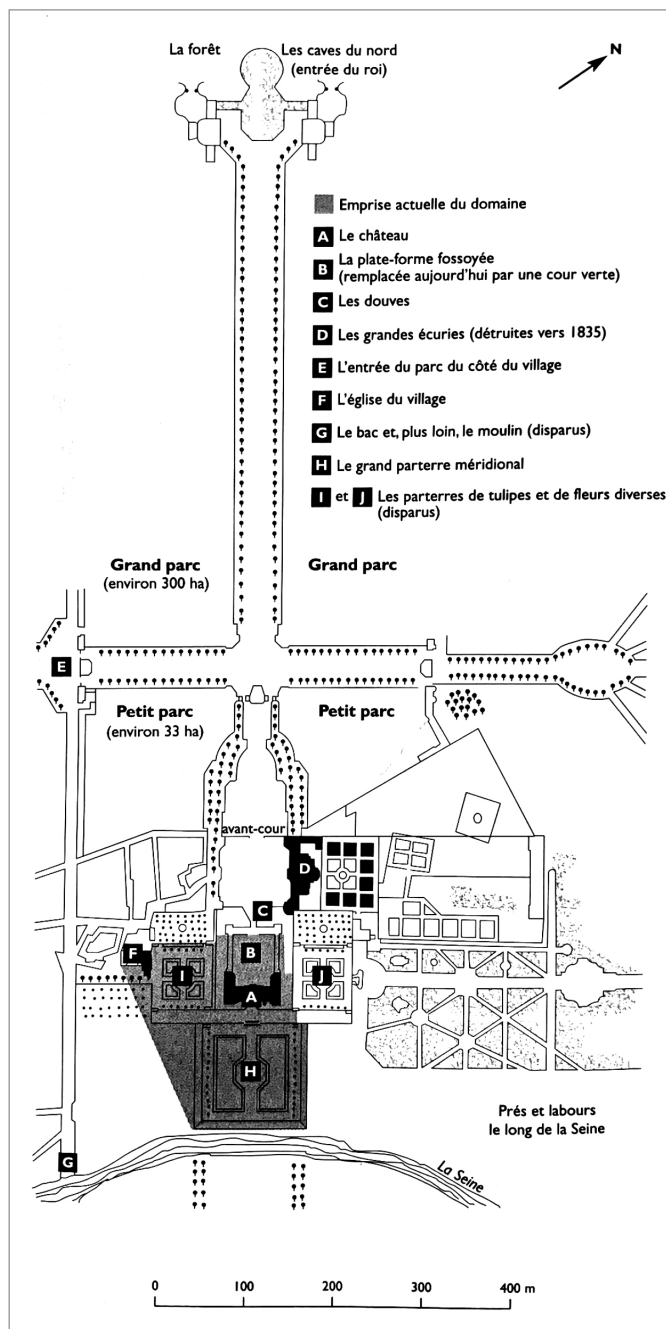 La forêt
Les caves du nord
(entrée du roi)
N
Emprise actuelle du domaine
A Le château
B La plate-forme fossoyée
(remplacée aujourd'hui par une cour verte)
C Les douves
D Les grandes écuries (détruites vers 1835)
E L'entrée du parc du côté du village
F L'église du village
G Le bac et, plus loin, le moulin (disparus)
H Le grand parterre méridional
I et J Les parterres de tulipes et de fleurs diverses
(disparus)
Grand parc
(environ 300 ha)
Grand parc
E
Petit parc
(environ 33 ha)
Petit parc
avant-cour
D
C
F
B
I
J
A
H
Prés et labours
le long de la Seine
G
La Seine
0 100 200 300 400 m